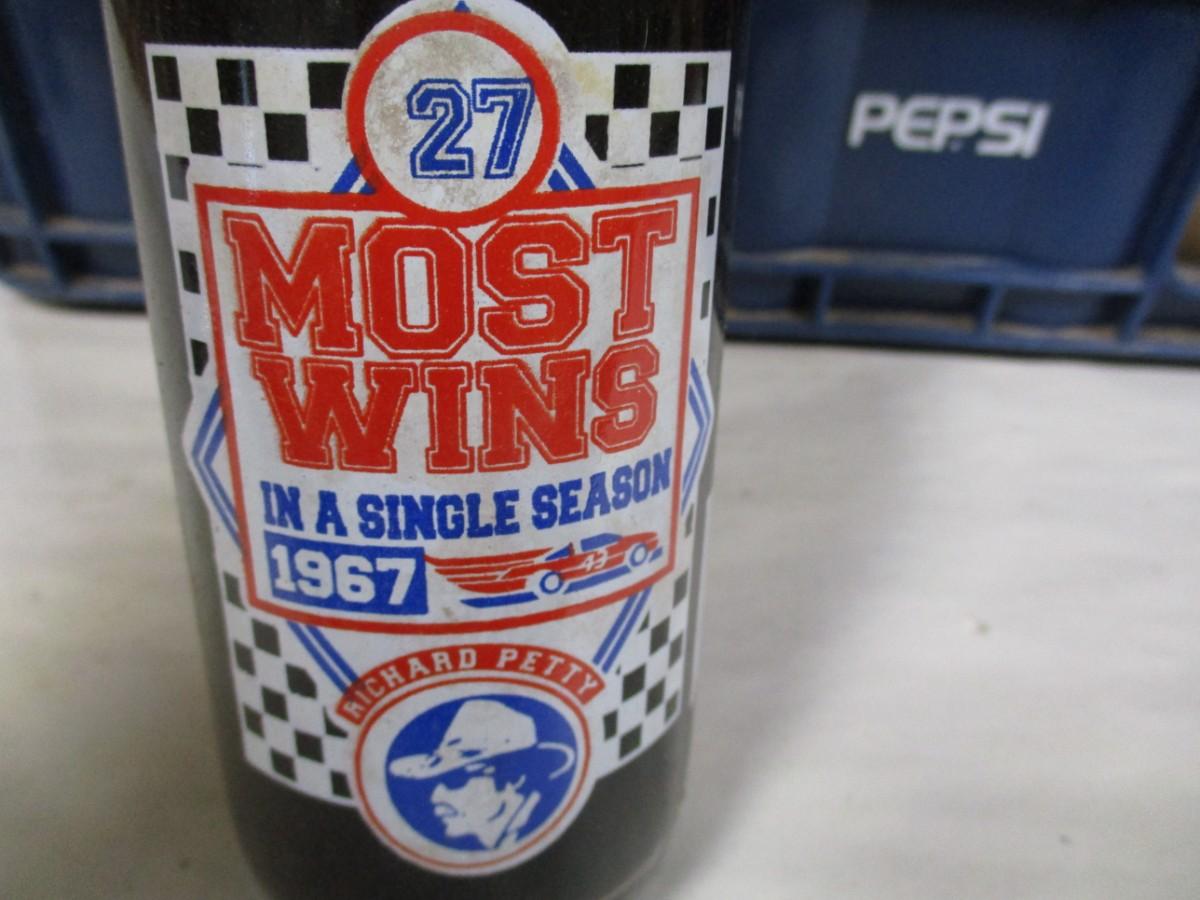 27
MOST
WINS
IN A SINGLE SEASON
1967
43
RICHARD PETTY
PEPSI